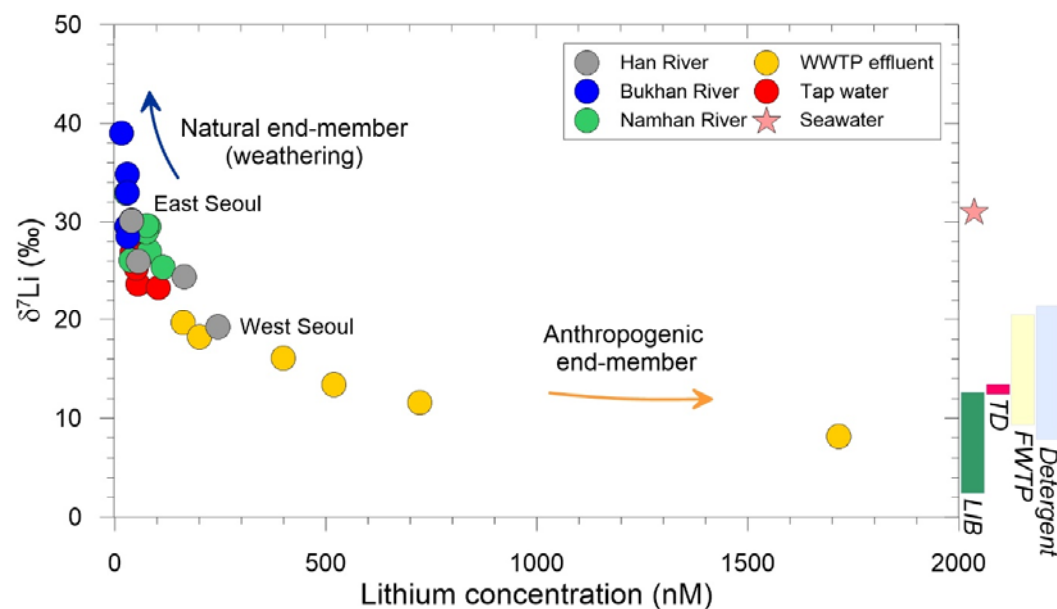 50
40
30
20
10
0
δ⁷Li (‰)
Han River
Bukhan River
Namhan River
WWTP effluent
Tap water
Seawater
Natural end-member
(weathering)
East Seoul
West Seoul
Anthropogenic
end-member
LIB
TD
FWTP
Detergent
0
500
1000
1500
2000
Lithium concentration (nM)